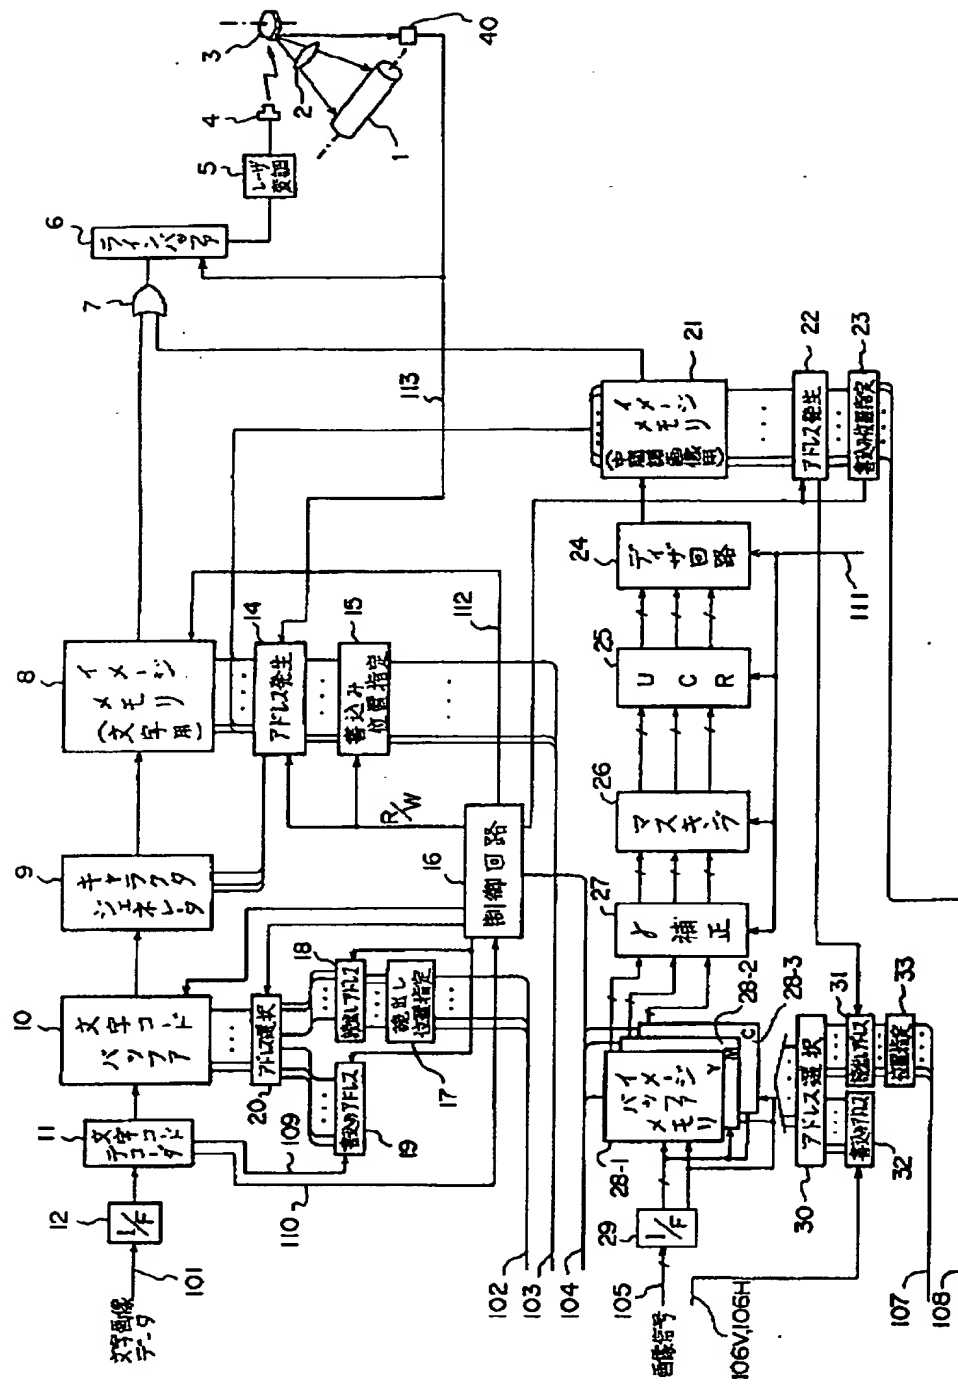 文字画像
データ
101
12
I/F
11
文字コード
デコーダ
10
文字コード
バッファ
9
キャラクタ
ジェネレータ
8
イメージ
メモリ
(文字用)
7
6
ラインバッファ
5
レーザ
変調
4
3
2
1
40
109
110
20
アドレス選択
19
書込みアドレス
18
読出しアドレス
17
読出し
位置指定
16
制御回路
R/W
14
アドレス発生
15
書込み
位置指定
112
113
102
103
104
105
画像信号
106V,106H
29
I/F
28-1
バッファ
イメージ
メモリ
Y
28-2
M
28-3
C
27
γ
補正
26
マスキング
25
UCR
24
ディザ回路
21
イメージ
メモリ
(中間調画像用)
22
アドレス発生
23
書込み位置指定
111
30
アドレス選択
31
読出しアドレス
32
書込みアドレス
33
位置指定
107
108